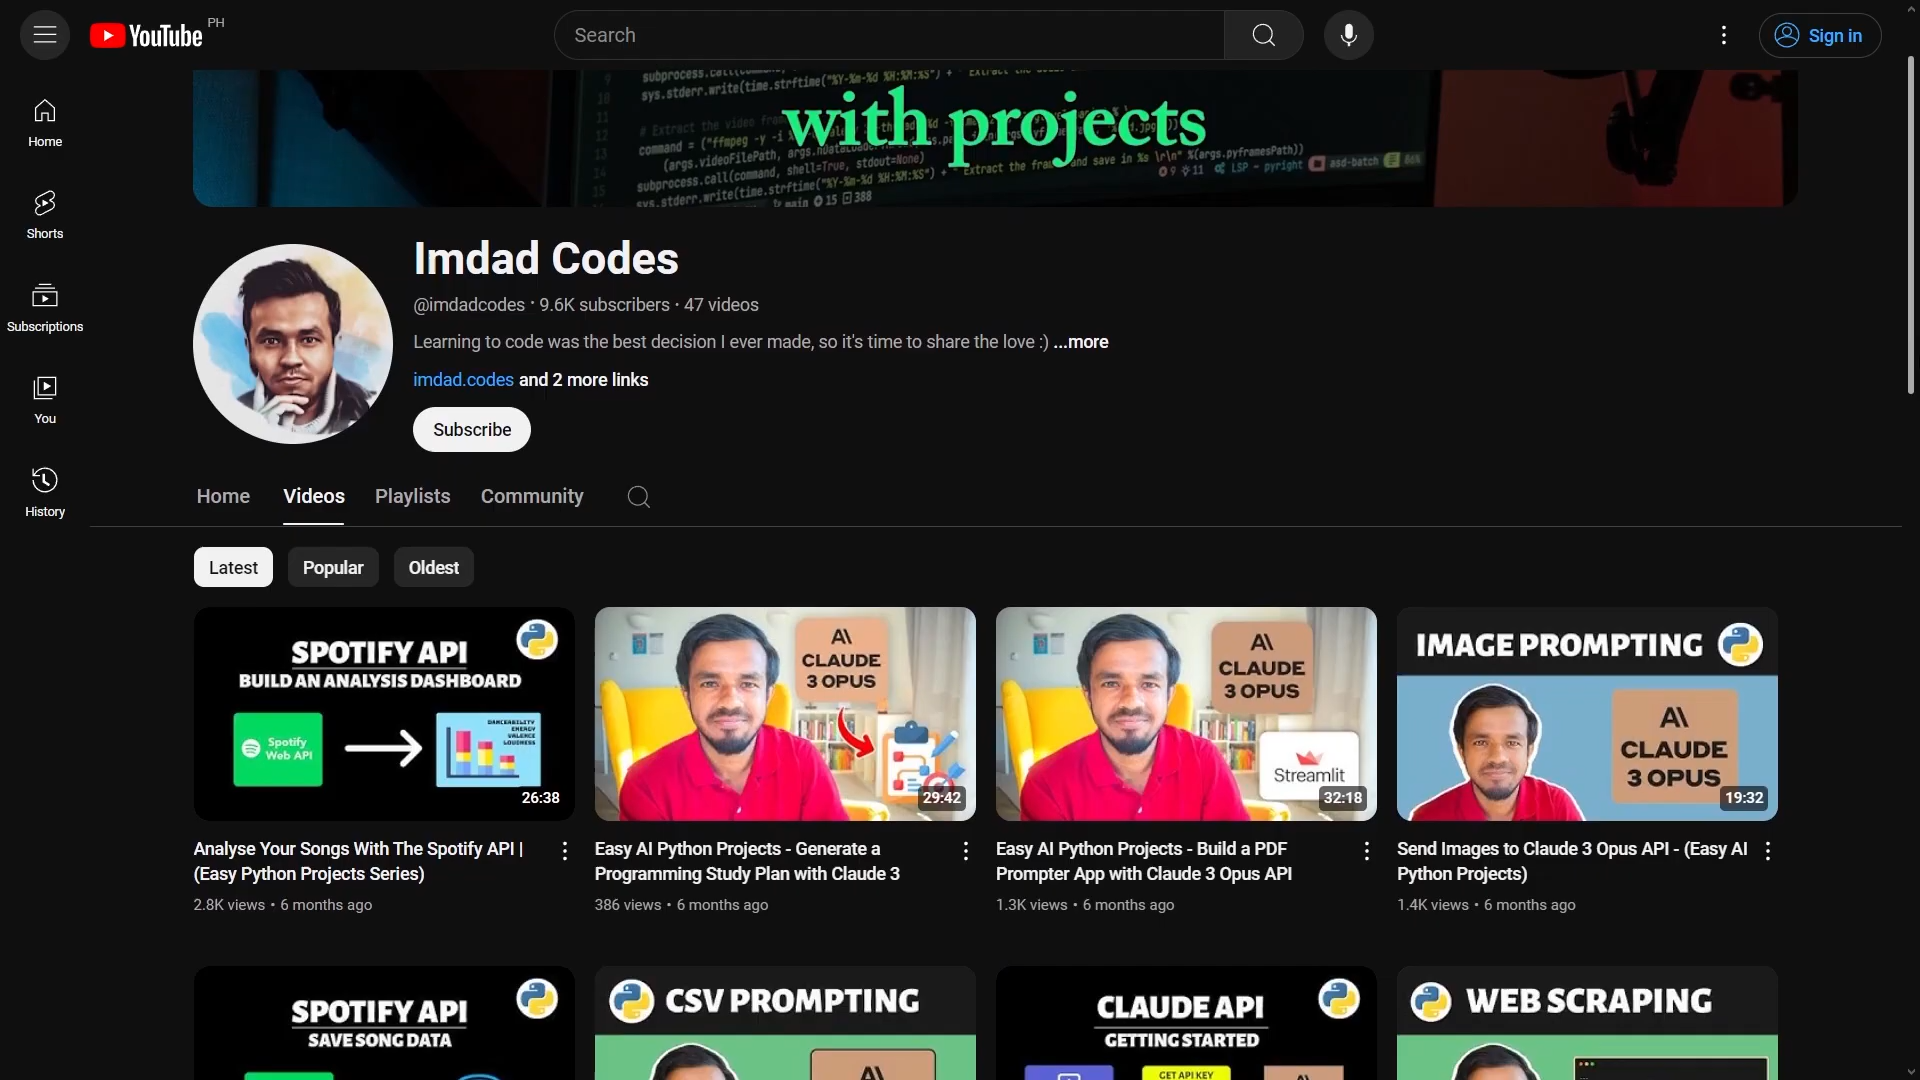 YouTube PH
Search
Sign in
Home
Shorts
Subscriptions
You
History
with projects
Imdad Codes
@imdadcodes • 9.6K subscribers • 47 videos
Learning to code was the best decision I ever made, so it's time to share the love :) ...more
imdad.codes and 2 more links
Subscribe
Home
Videos
Playlists
Community
Latest
Popular
Oldest
SPOTIFY API
BUILD AN ANALYSIS DASHBOARD
Spotify
Web API
DANCEABILITY
ENERGY
VALENCE
LOUDNESS
26:38
Analyse Your Songs With The Spotify API |
(Easy Python Projects Series)
2.8K views • 6 months ago
CLAUDE
3 OPUS
29:42
Easy AI Python Projects - Generate a
Programming Study Plan with Claude 3
386 views • 6 months ago
CLAUDE
3 OPUS
Streamlit
32:18
Easy AI Python Projects - Build a PDF
Prompter App with Claude 3 Opus API
1.3K views • 6 months ago
IMAGE PROMPTING
CLAUDE
3 OPUS
19:32
Send Images to Claude 3 Opus API - (Easy AI
Python Projects)
1.4K views • 6 months ago
SPOTIFY API
SAVE SONG DATA
CSV PROMPTING
CLAUDE API
GETTING STARTED
GET API KEY
WEB SCRAPING